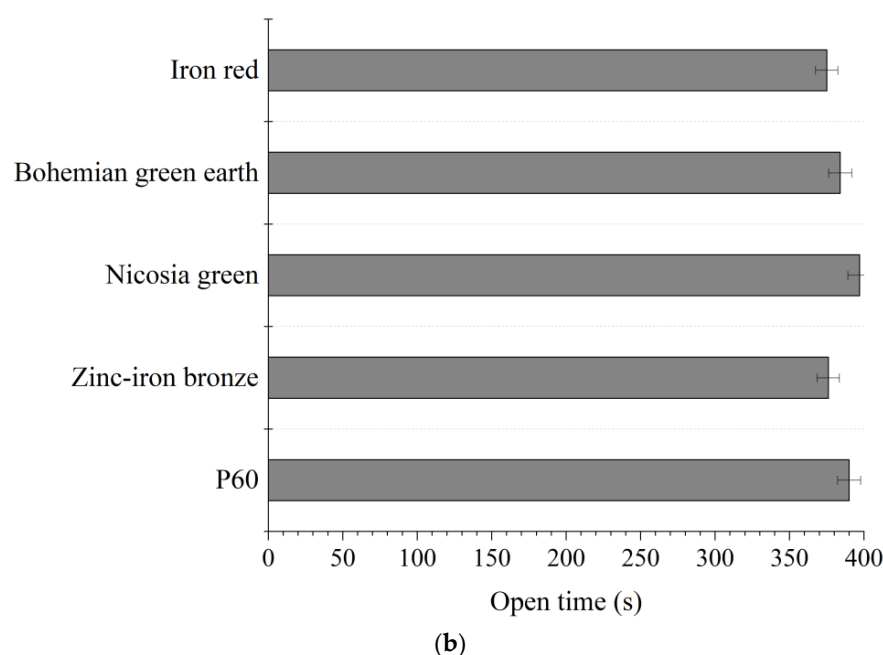 Iron red
Bohemian green earth
Nicosia green
Zinc-iron bronze
P60
0 50 100 150 200 250 300 350 400
Open time (s)
(b)